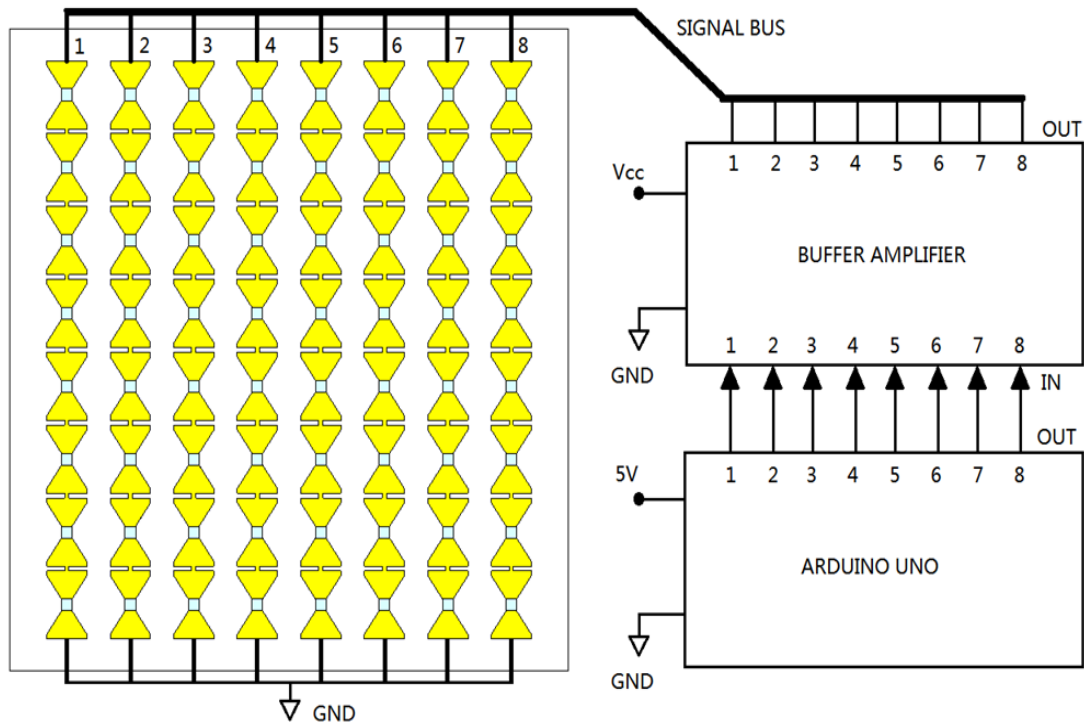 SIGNAL BUS
1 2 3 4 5 6 7 8
OUT
1 2 3 4 5 6 7 8
Vcc
BUFFER AMPLIFIER
GND
1 2 3 4 5 6 7 8
IN
OUT
1 2 3 4 5 6 7 8
5V
ARDUINO UNO
GND
GND